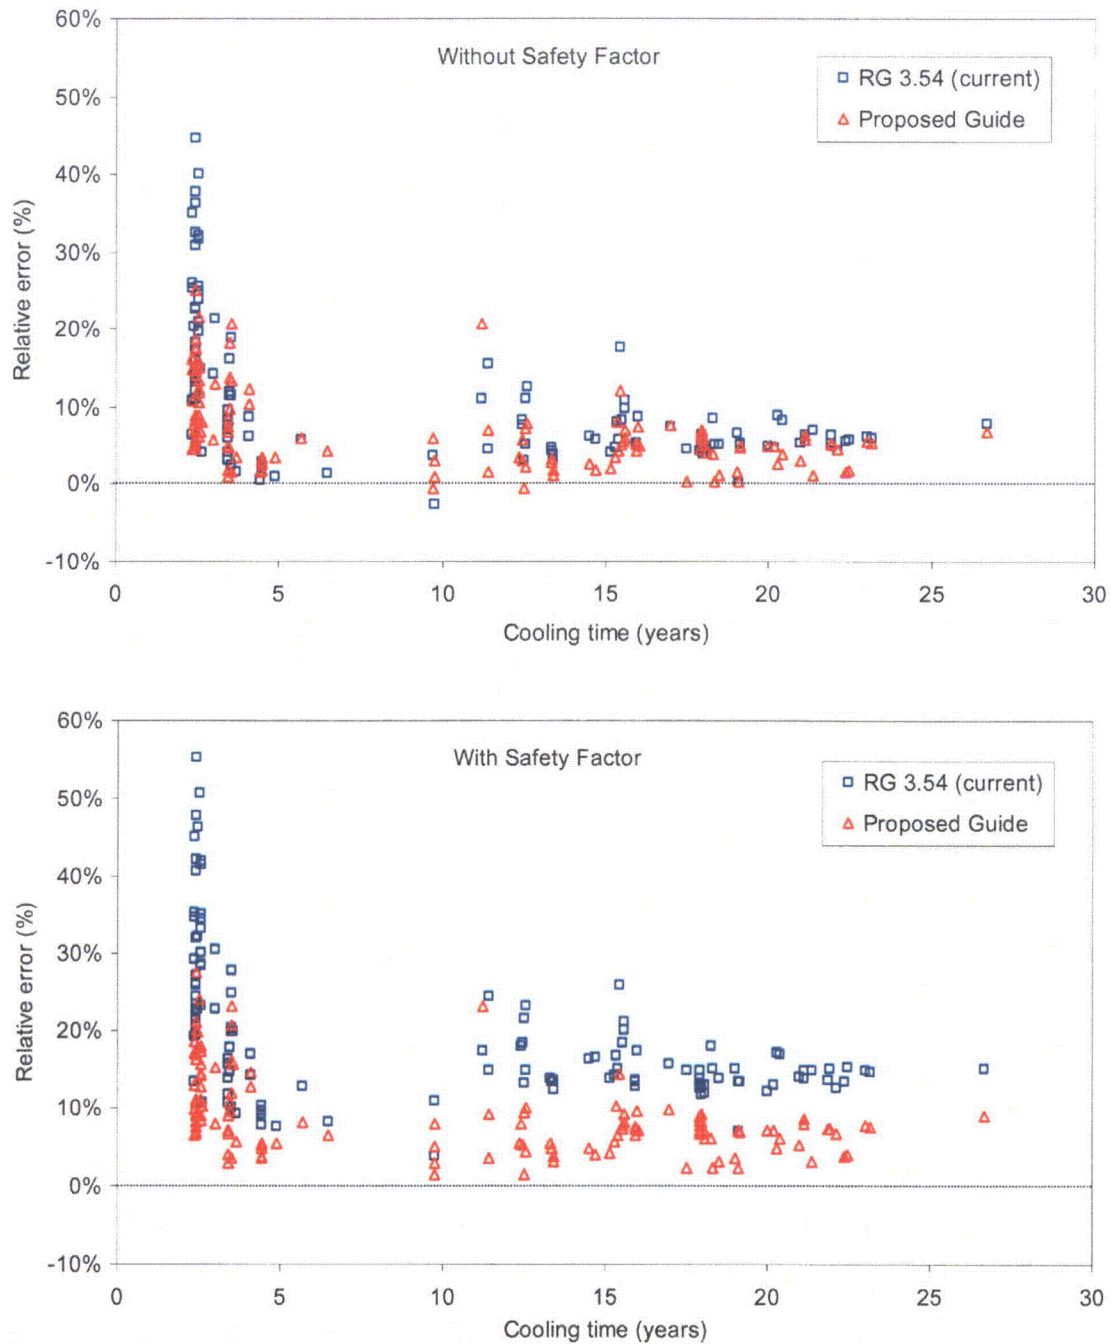 Without Safety Factor
RG 3.54 (current)
Proposed Guide
60%
50%
40%
30%
20%
10%
0%
-10%
Relative error (%)
0 5 10 15 20 25 30
Cooling time (years)
With Safety Factor
RG 3.54 (current)
Proposed Guide
60%
50%
40%
30%
20%
10%
0%
-10%
Relative error (%)
0 5 10 15 20 25 30
Cooling time (years)